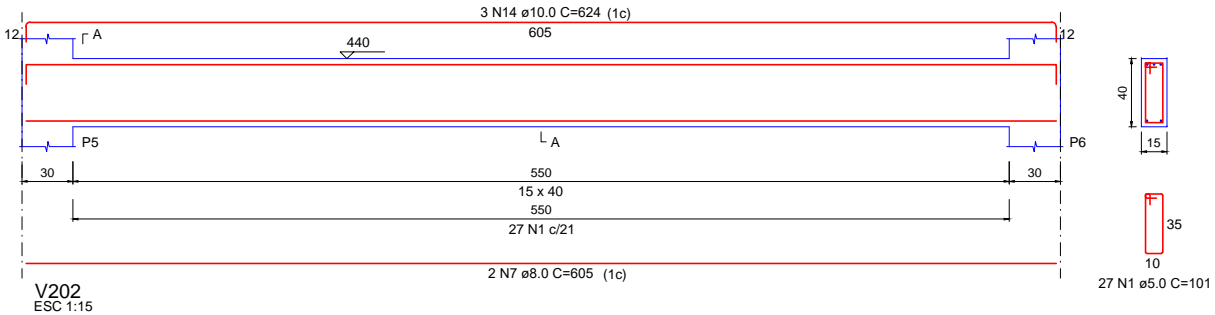 3 N14 ø10.0 C=624 (1c)
605
12
A
440
12
A
P5
P6
30
550
30
15 x 40
550
27 N1 c/21
2 N7 ø8.0 C=605 (1c)
V202
ESC 1:15
40
15
35
10
27 N1 ø5.0 C=101